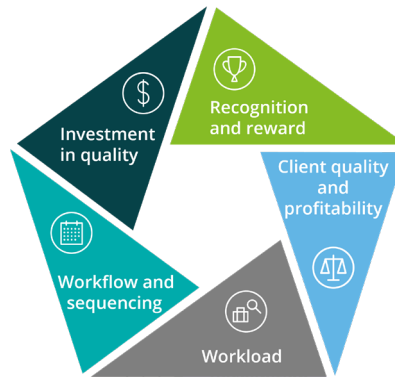 Investment
in quality
Recognition
and reward
Client quality
and
profitability
Workload
Workflow and
sequencing